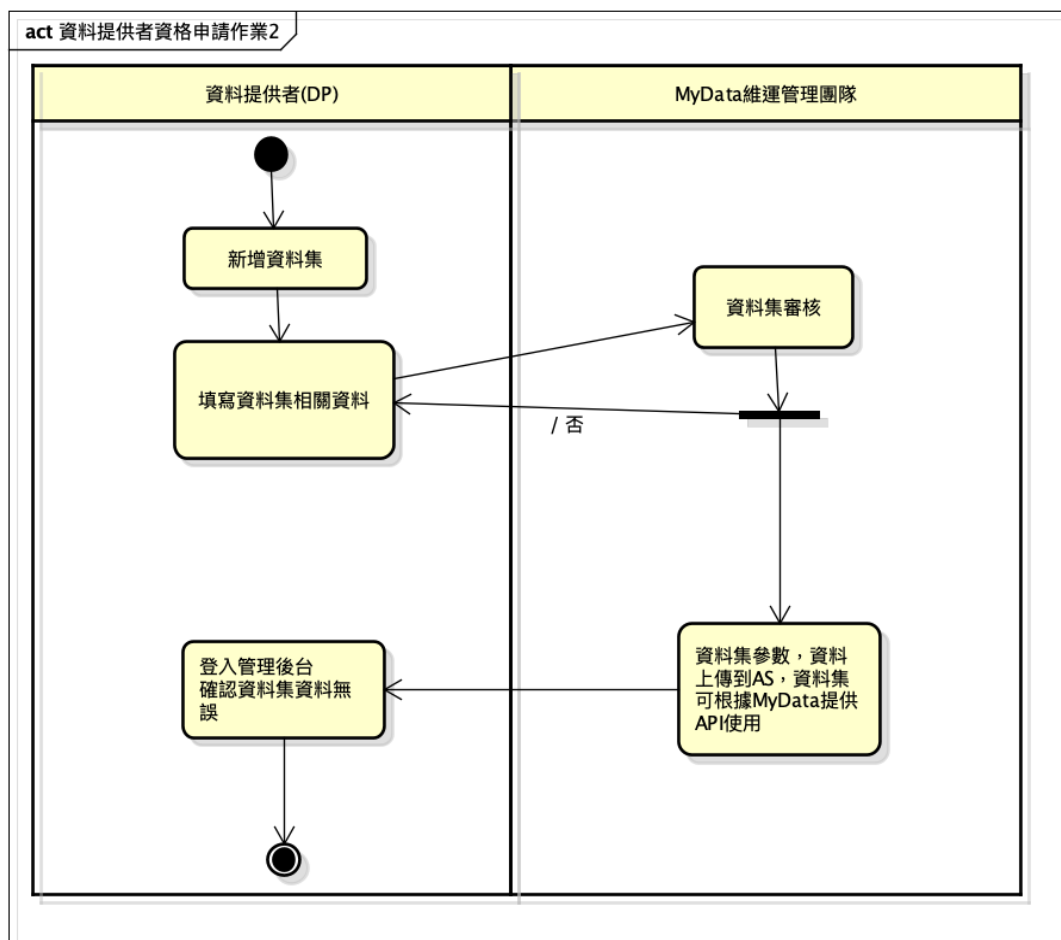 act 資料提供者資格申請作業2
資料提供者(DP)
MyData維運管理團隊
新增資料集
資料集審核
填寫資料集相關資料
/ 否
登入管理後台
確認資料集資料無
誤
資料集參數，資料
上傳到AS，資料集
可根據MyData提供
API使用